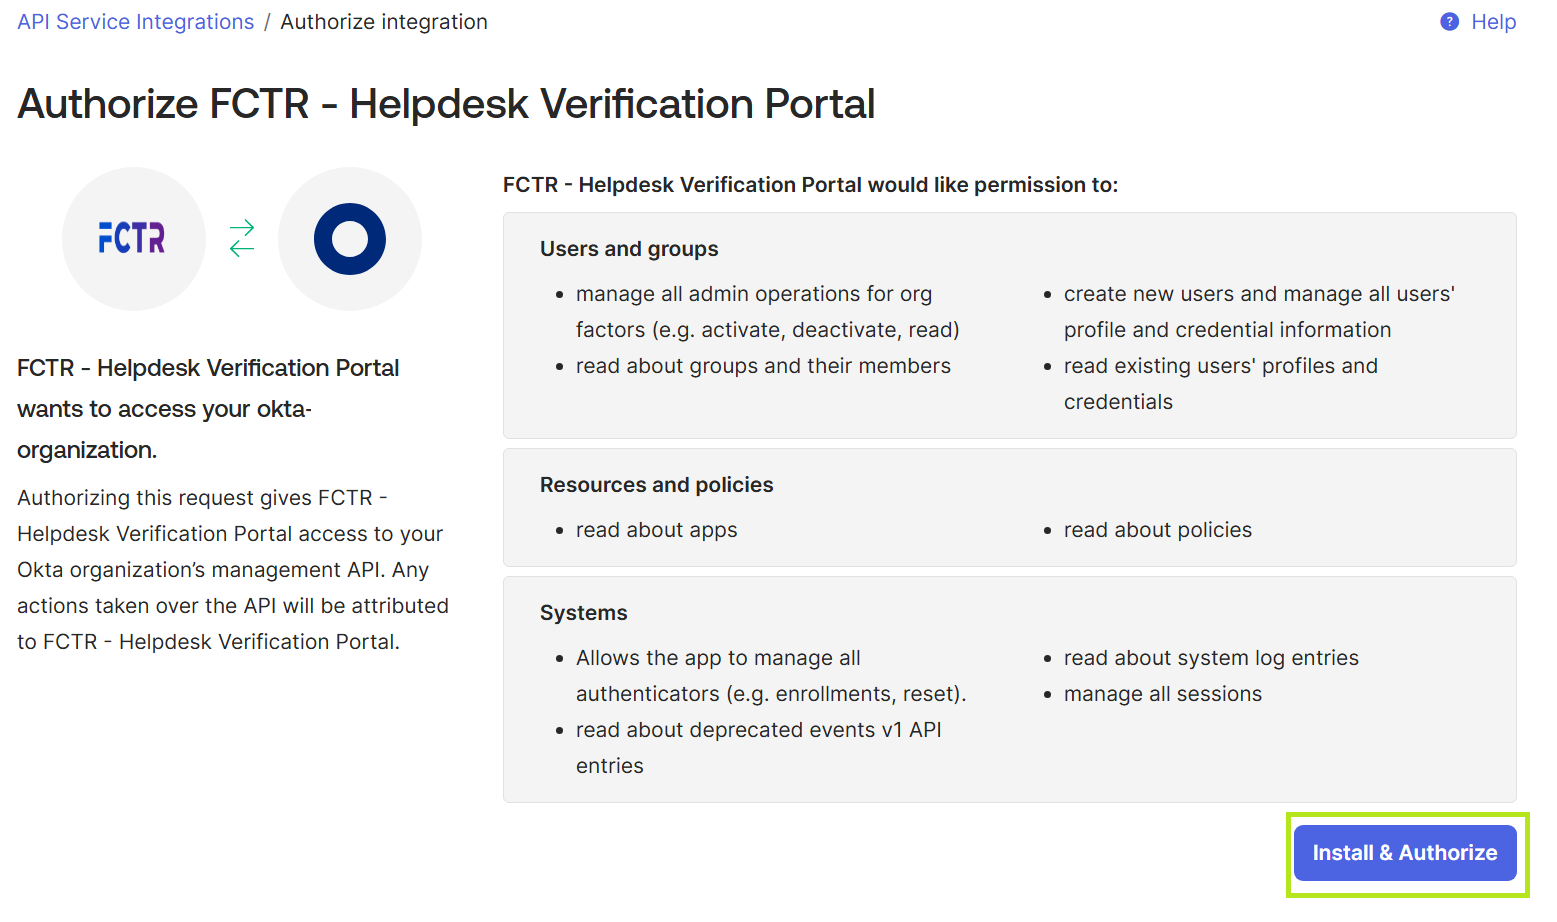 API Service Integrations / Authorize integration
Help
Authorize FCTR - Helpdesk Verification Portal
FCTR
FCTR - Helpdesk Verification Portal
wants to access your okta-
organization.
Authorizing this request gives FCTR -
Helpdesk Verification Portal access to your
Okta organization’s management API. Any
actions taken over the API will be attributed
to FCTR - Helpdesk Verification Portal.
FCTR - Helpdesk Verification Portal would like permission to:
Users and groups
• manage all admin operations for org
factors (e.g. activate, deactivate, read)
• read about groups and their members
• create new users and manage all users'
profile and credential information
• read existing users' profiles and
credentials
Resources and policies
• read about apps
• read about policies
Systems
• Allows the app to manage all
authenticators (e.g. enrollments, reset).
• read about deprecated events v1 API
entries
• read about system log entries
• manage all sessions
Install & Authorize